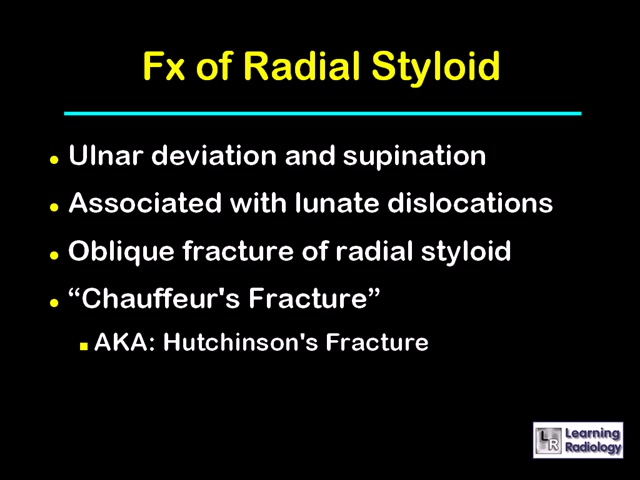 Fx of Radial Styloid
Ulnar deviation and supination
Associated with lunate dislocations
Oblique fracture of radial styloid
“Chauffeur's Fracture”
AKA: Hutchinson's Fracture
LR Learning
Radiology